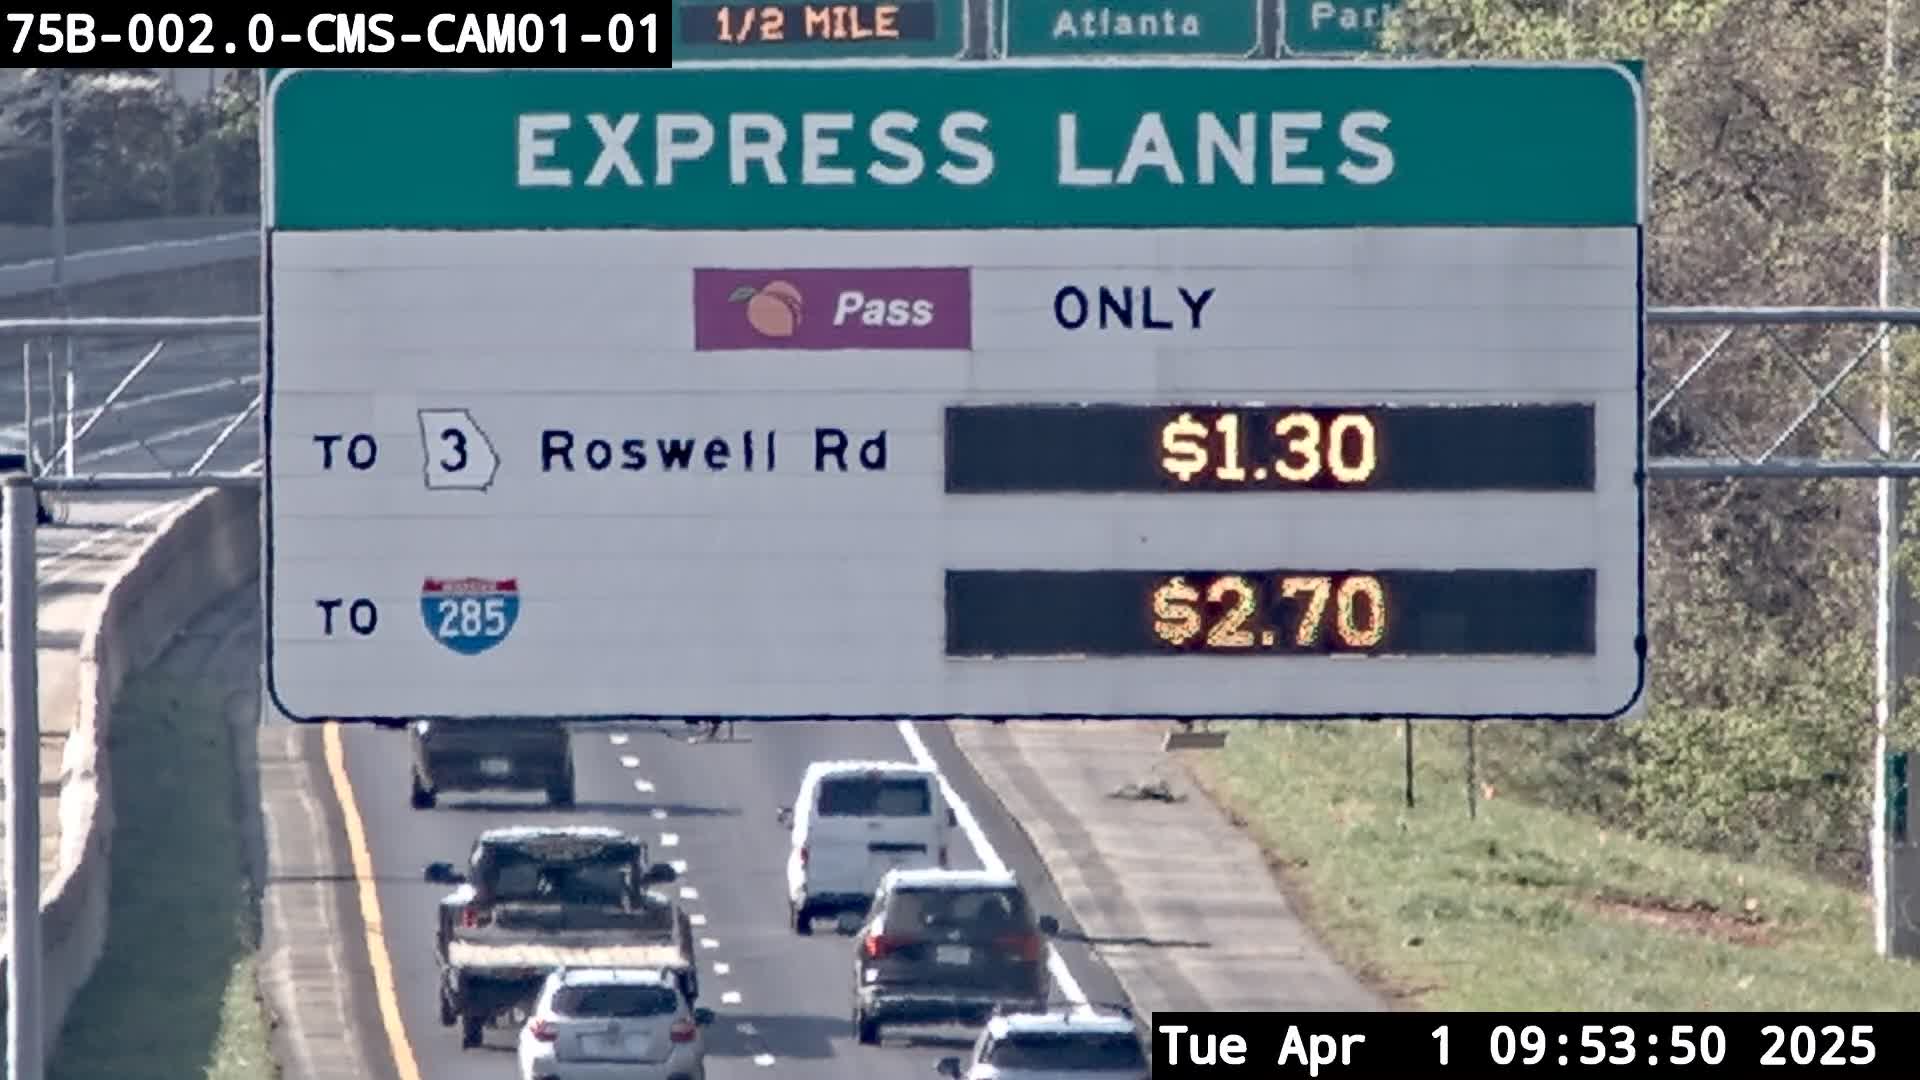 75B-002.0-CMS-CAM01-01
1/2 MILE
Atlanta
EXPRESS LANES
Pass ONLY
TO 3 Roswell Rd $1.30
TO 285 $2.70
Tue Apr 1 09:53:50 2025